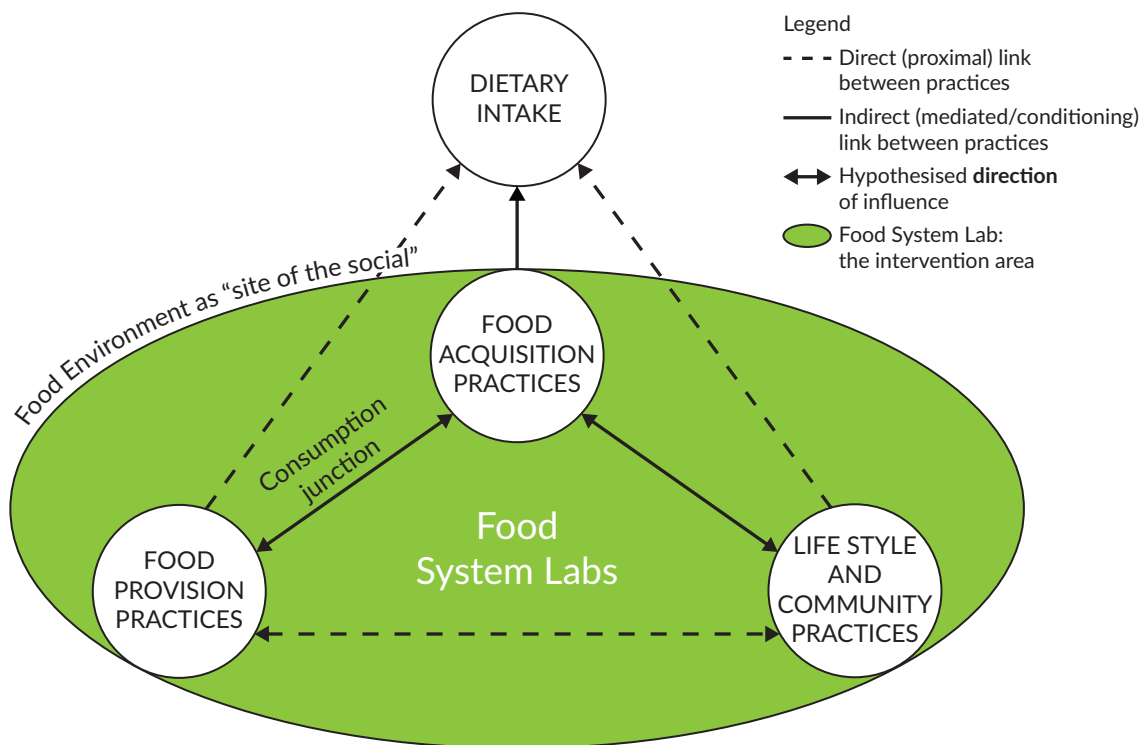 DIETARY
INTAKE
Legend
Direct (proximal) link
between practices
Indirect (mediated/conditioning)
link between practices
Hypothesised direction
of influence
Food System Lab:
the intervention area
Food Environment as “site of the social”
FOOD
ACQUISITION
PRACTICES
Consumption
junction
Food
System Labs
FOOD
PROVISION
PRACTICES
LIFE STYLE
AND
COMMUNITY
PRACTICES